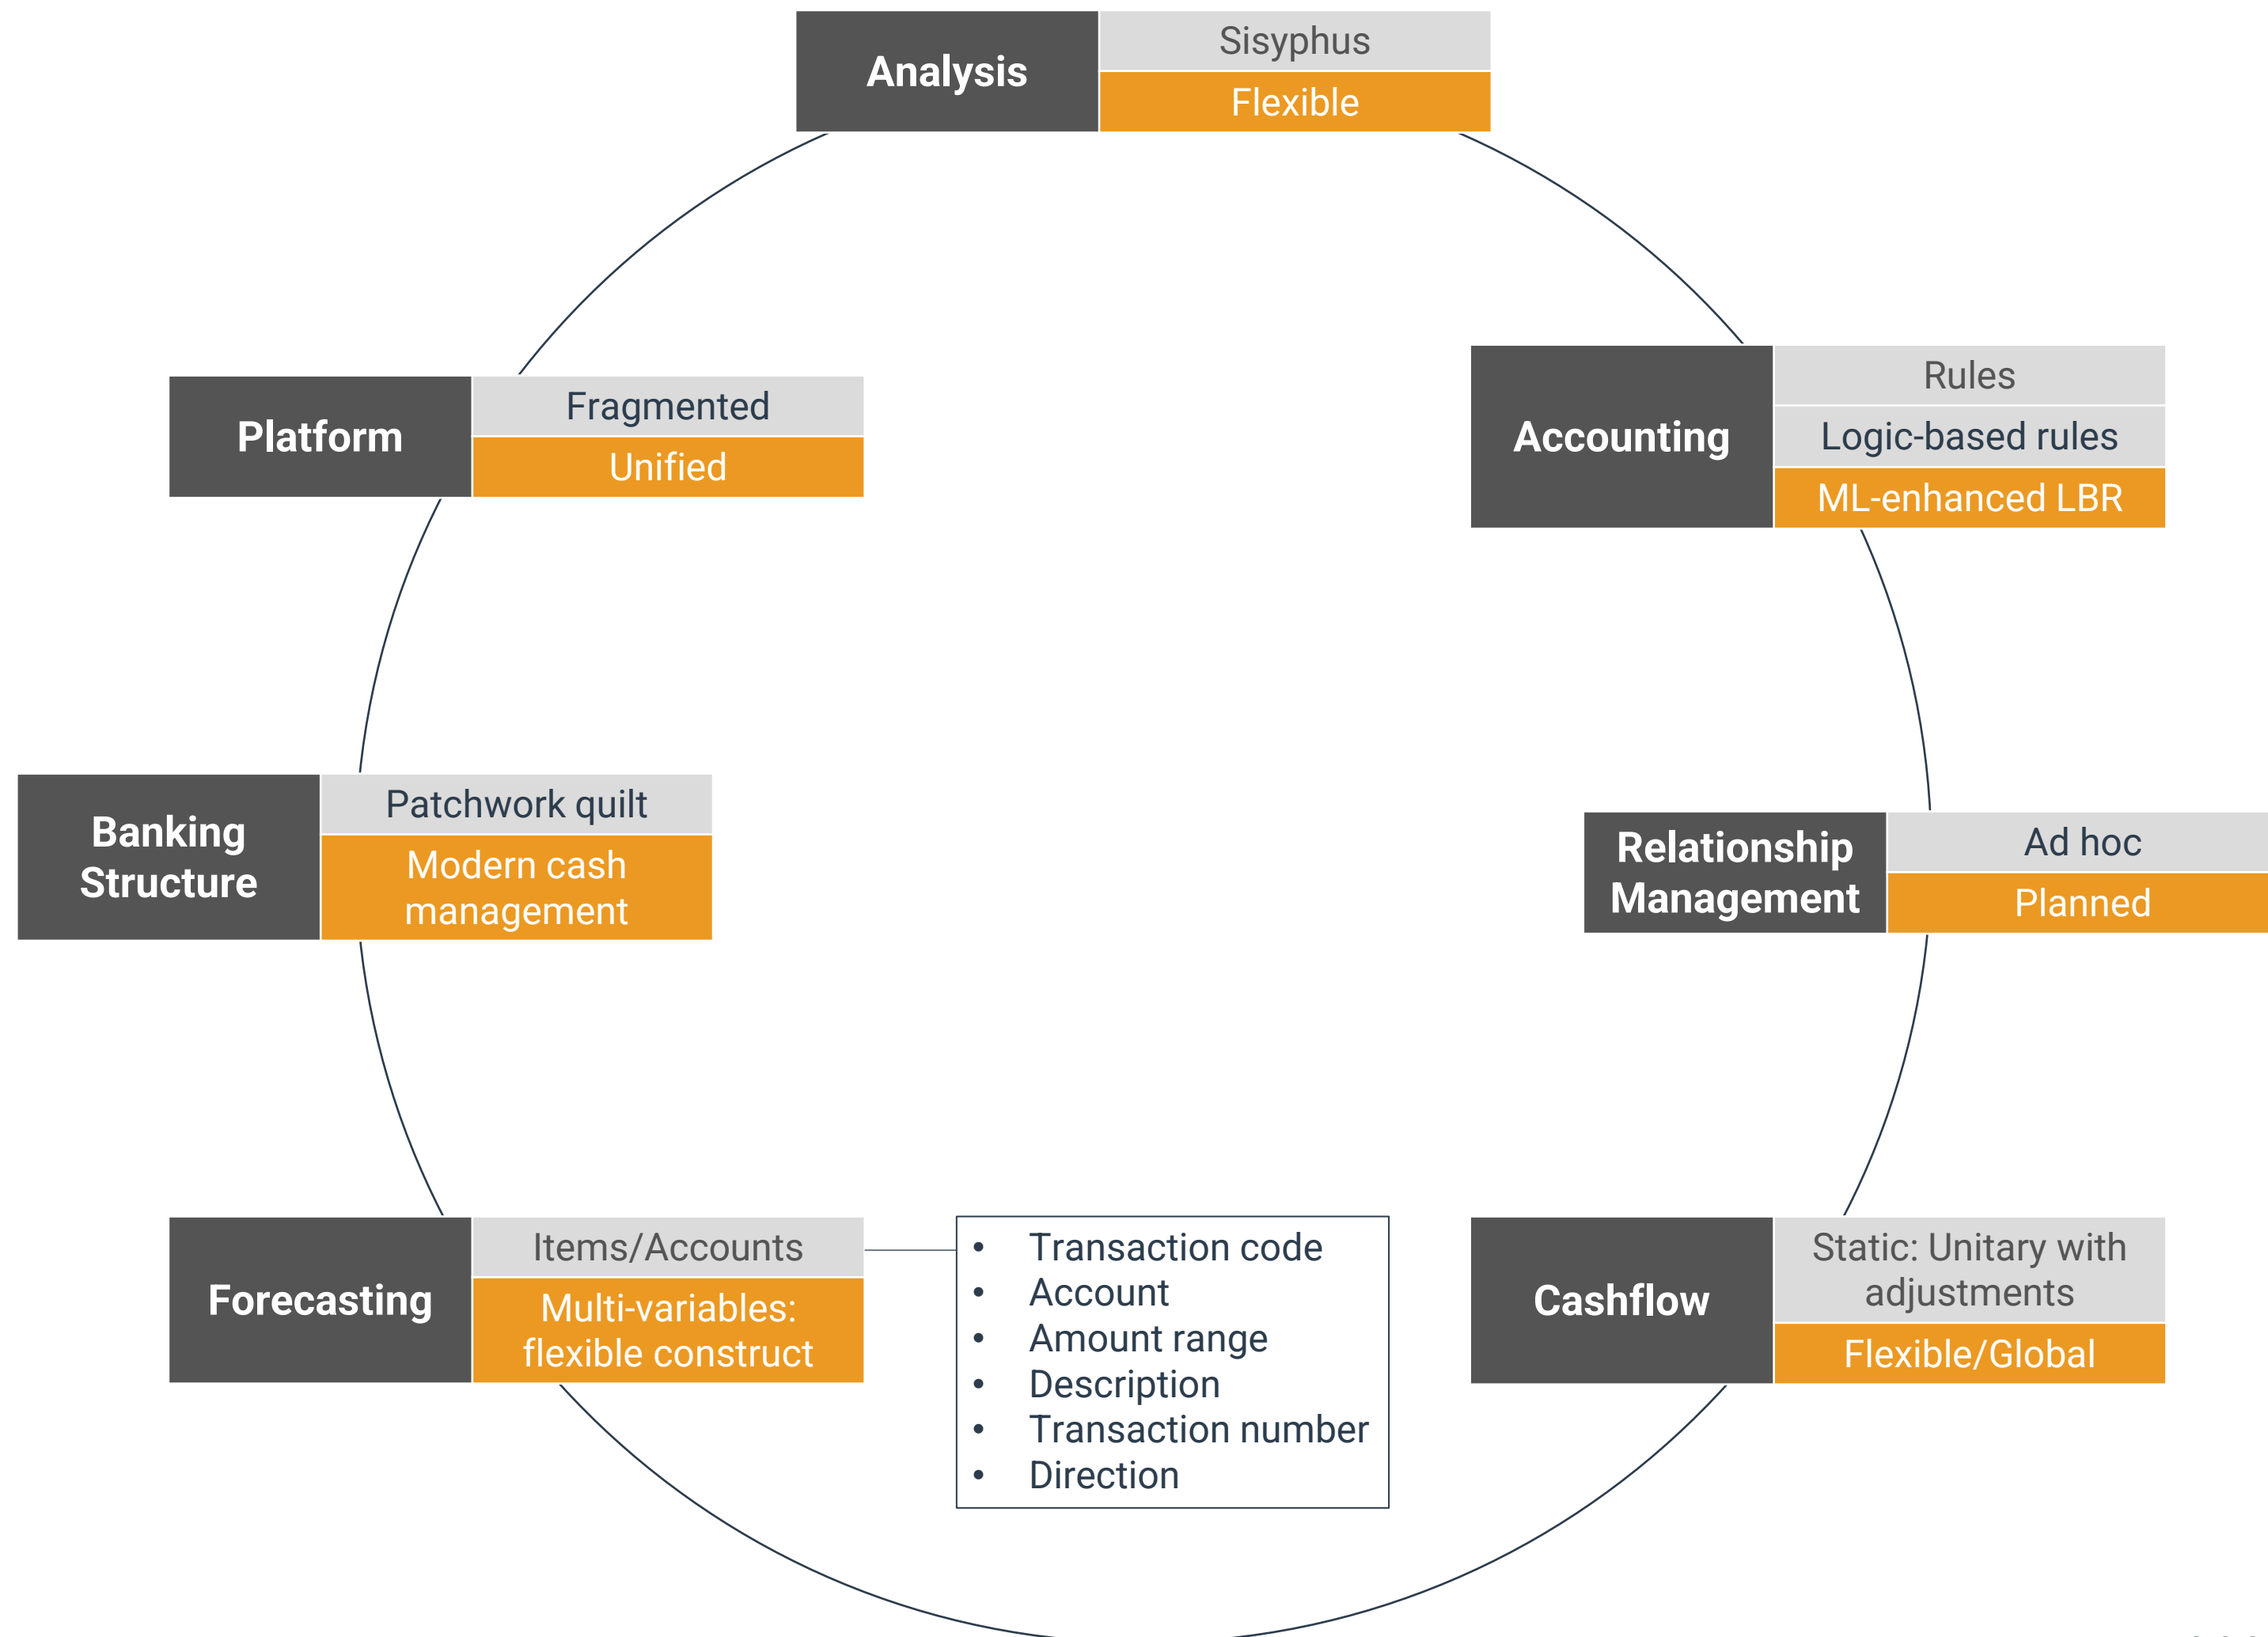 Analysis
Sisyphus
Flexible
Platform
Fragmented
Unified
Accounting
Rules
Logic-based rules
ML-enhanced LBR
Banking
Structure
Patchwork quilt
Modern cash
management
Relationship
Management
Ad hoc
Planned
Forecasting
Items/Accounts
Multi-variables:
flexible construct
• Transaction code
• Account
• Amount range
• Description
• Transaction number
• Direction
Cashflow
Static: Unitary with
adjustments
Flexible/Global